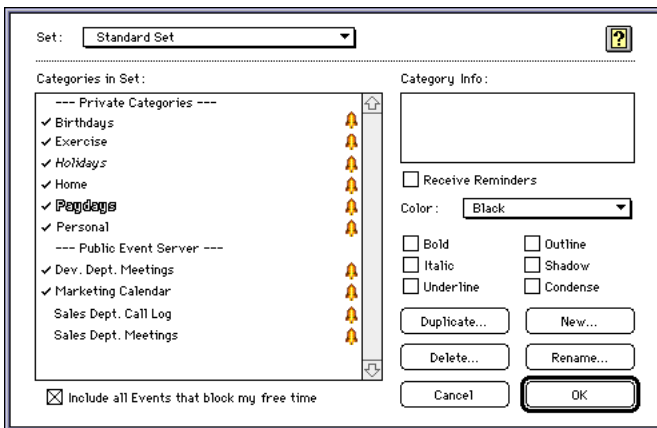 Set: Standard Set
?
Categories in Set:
--- Private Categories ---
Birthdays
Exercise
Holidays
Home
Paydays
Personal
--- Public Event Server ---
Dev. Dept. Meetings
Marketing Calendar
Sales Dept. Call Log
Sales Dept. Meetings
Include all Events that block my free time
Category Info:
Receive Reminders
Color: Black
Bold Outline
Italic Shadow
Underline Condense
Duplicate... New...
Delete... Rename...
Cancel OK